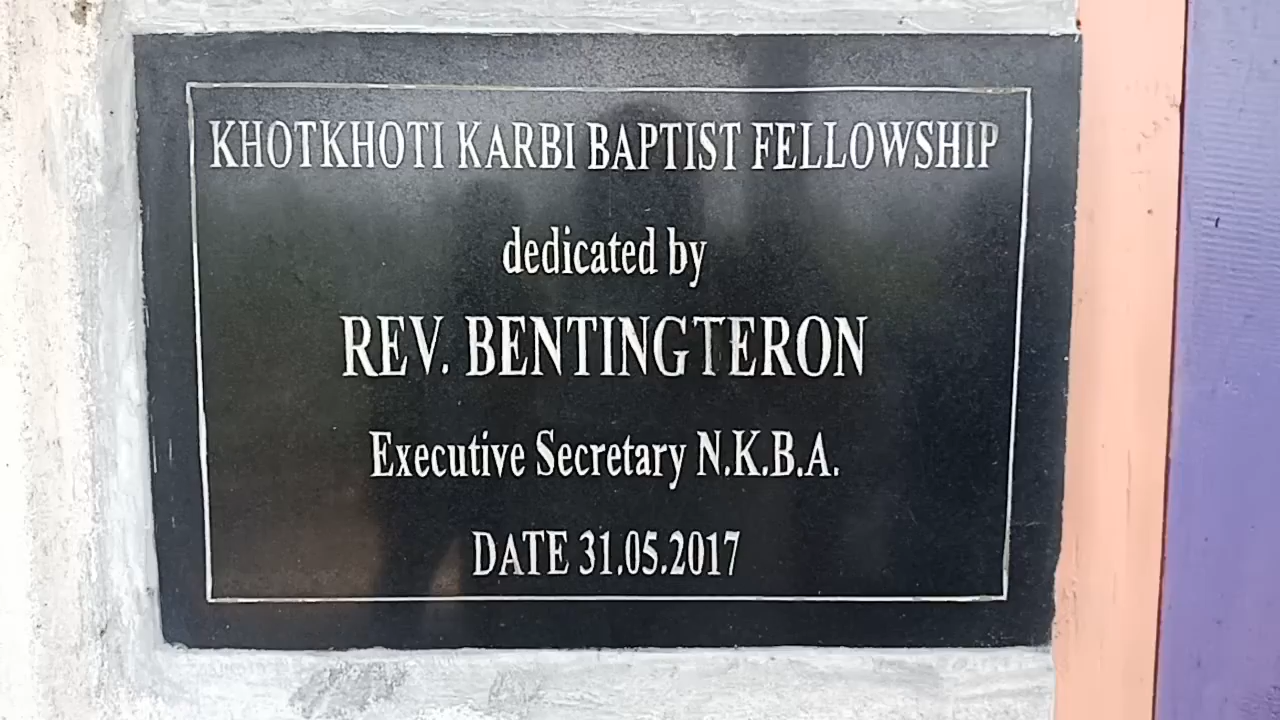 KHOTKHOTI KARBI BAPTIST FELLOWSHIP
dedicated by
REV. BENTINGTERON
Executive Secretary N.K.B.A.
DATE 31.05.2017